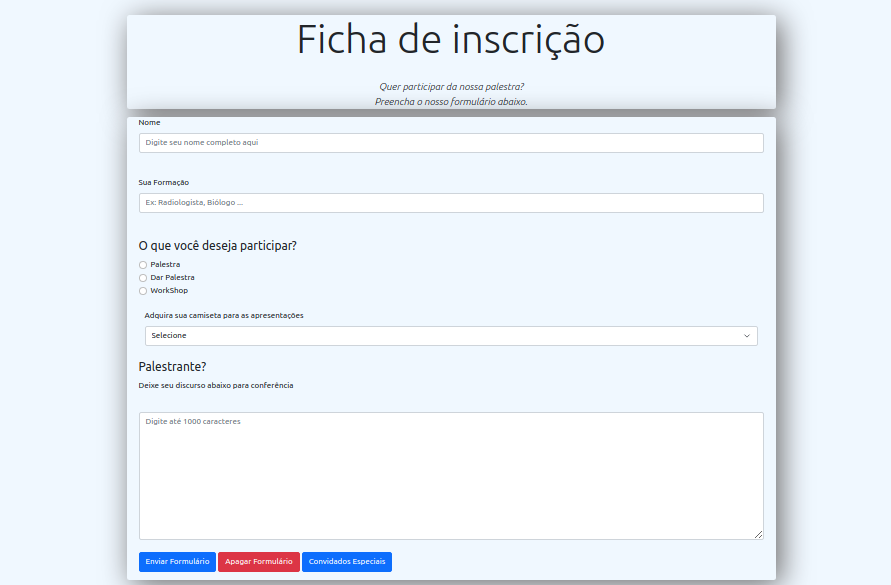 Ficha de inscrição
Quer participar da nossa palestra?
Preencha o nosso formulário abaixo.
Nome
Digite seu nome completo aqui
Sua Formação
Ex: Radiologista, Biólogo ...
O que você deseja participar?
Palestra
Dar Palestra
WorkShop
Adquira sua camiseta para as apresentações
Selecione
Palestrante?
Deixe seu discurso abaixo para conferência
Digite até 1000 caracteres
Enviar Formulário Apagar Formulário Convidados Especiais